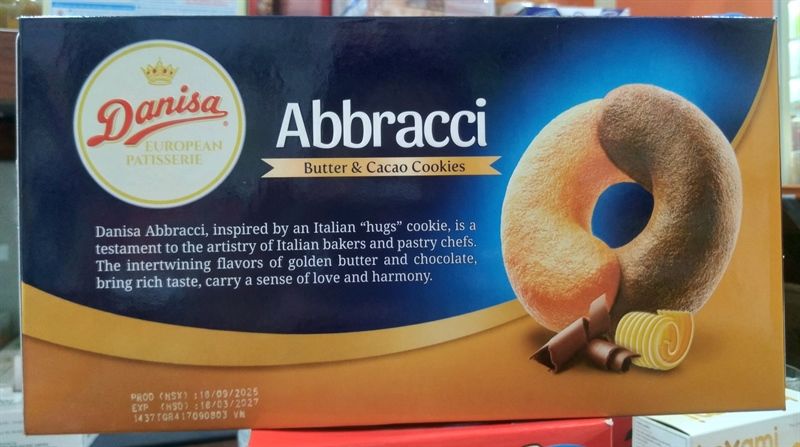 Danisa
EUROPEAN
PATISSERIE
Abbracci
Butter & Cacao Cookies
Danisa Abbracci, inspired by an Italian “hugs” cookie, is a
testament to the artistry of Italian bakers and pastry chefs.
The intertwining flavors of golden butter and chocolate,
bring rich taste, carry a sense of love and harmony.
PROD (NSX) :16/09/2025
EXP (HSD) :16/03/2027